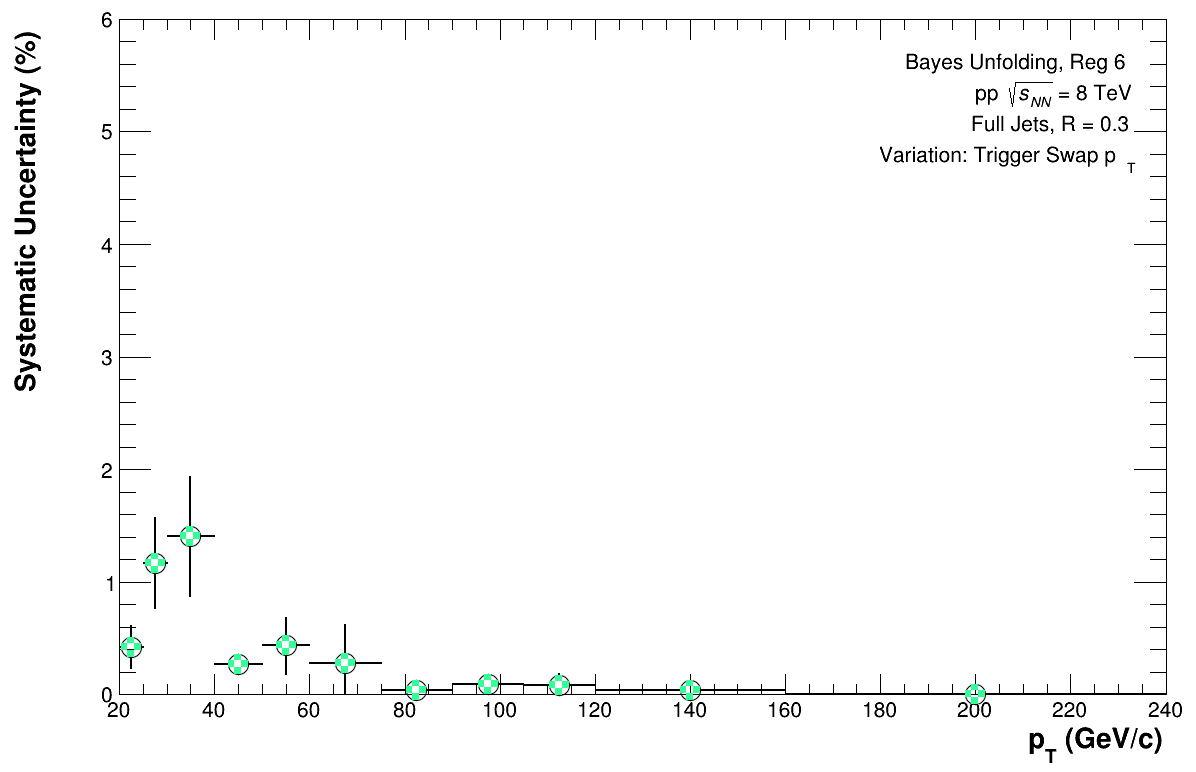 Systematic Uncertainty (%)
6
5
4
3
2
1
0
Bayes Unfolding, Reg 6
pp √s_NN = 8 TeV
Full Jets, R = 0.3
Variation: Trigger Swap p_T
20 40 60 80 100 120 140 160 180 200 220 240
p_T (GeV/c)